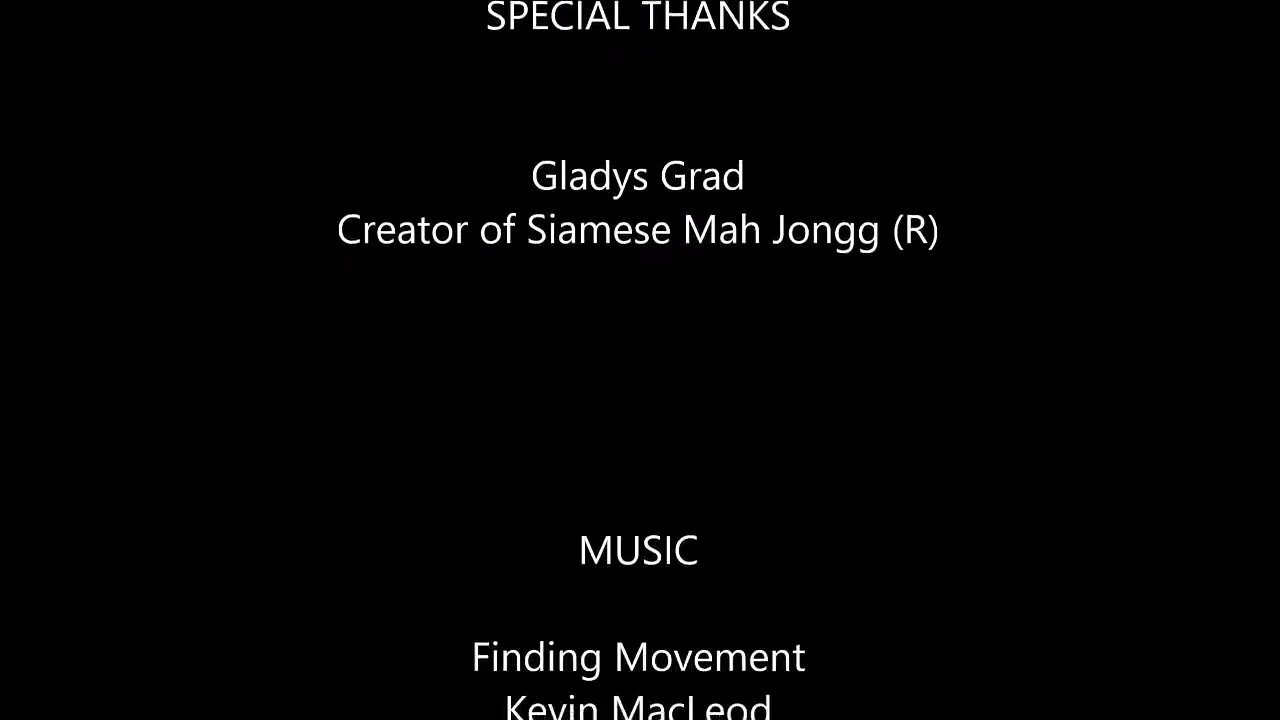 SPECIAL THANKS
Gladys Grad
Creator of Siamese Mah Jongg (R)
MUSIC
Finding Movement
Kevin MacLeod